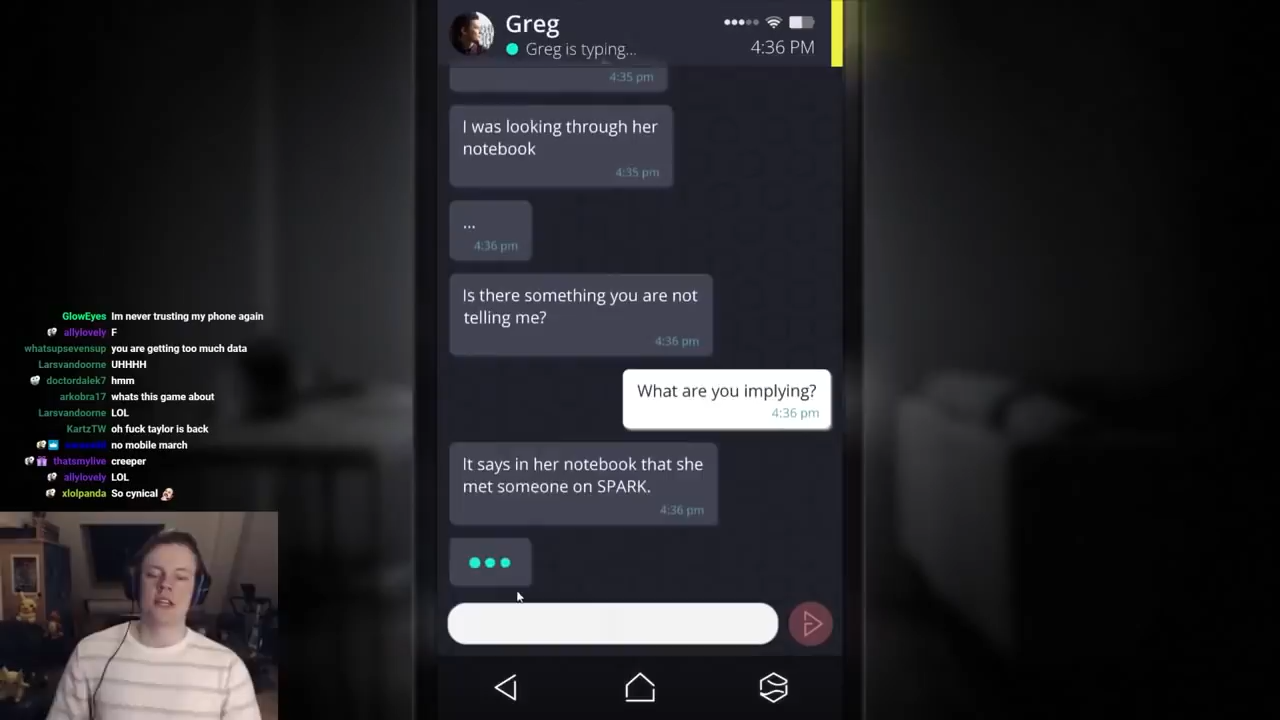 Greg
Greg is typing...
4:36 PM
4:35 pm
I was looking through her
notebook
4:35 pm
...
4:36 pm
Is there something you are not
telling me?
4:36 pm
What are you implying?
4:36 pm
It says in her notebook that she
met someone on SPARK.
4:36 pm
GlowEyes Im never trusting my phone again
allylovely F
whatsupsevensup you are getting too much data
Larsvandoorne UHHHH
doctordalek7 hmm
arkobra17 whats this game about
Larsvandoorne LOL
KartzTW oh fuck taylor is back
no mobile march
thatsmylive creeper
allylovely LOL
xlolpanda So cynical